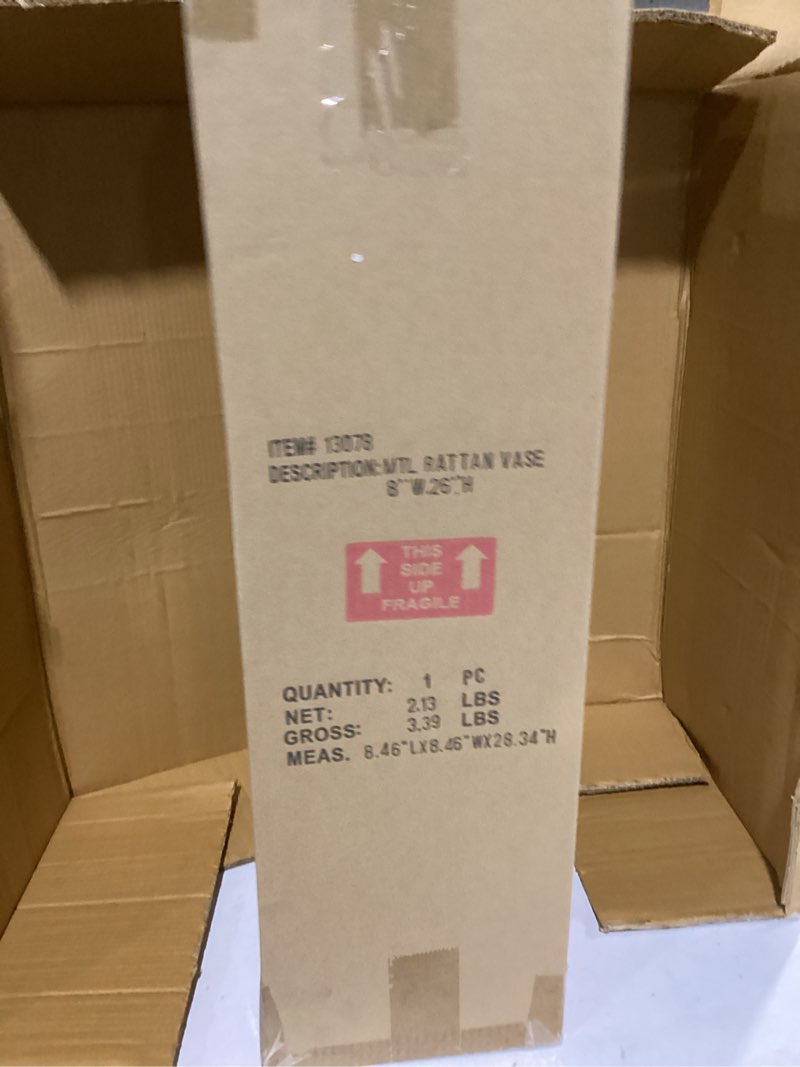 ITEM# 13078
DESCRIPTION: MTL RATTAN VASE
8"W.26"H
THIS
SIDE
UP
FRAGILE
QUANTITY: 1 PC
NET: 2.13 LBS
GROSS: 3.39 LBS
MEAS. 8.46"LX8.46"WX28.34"H